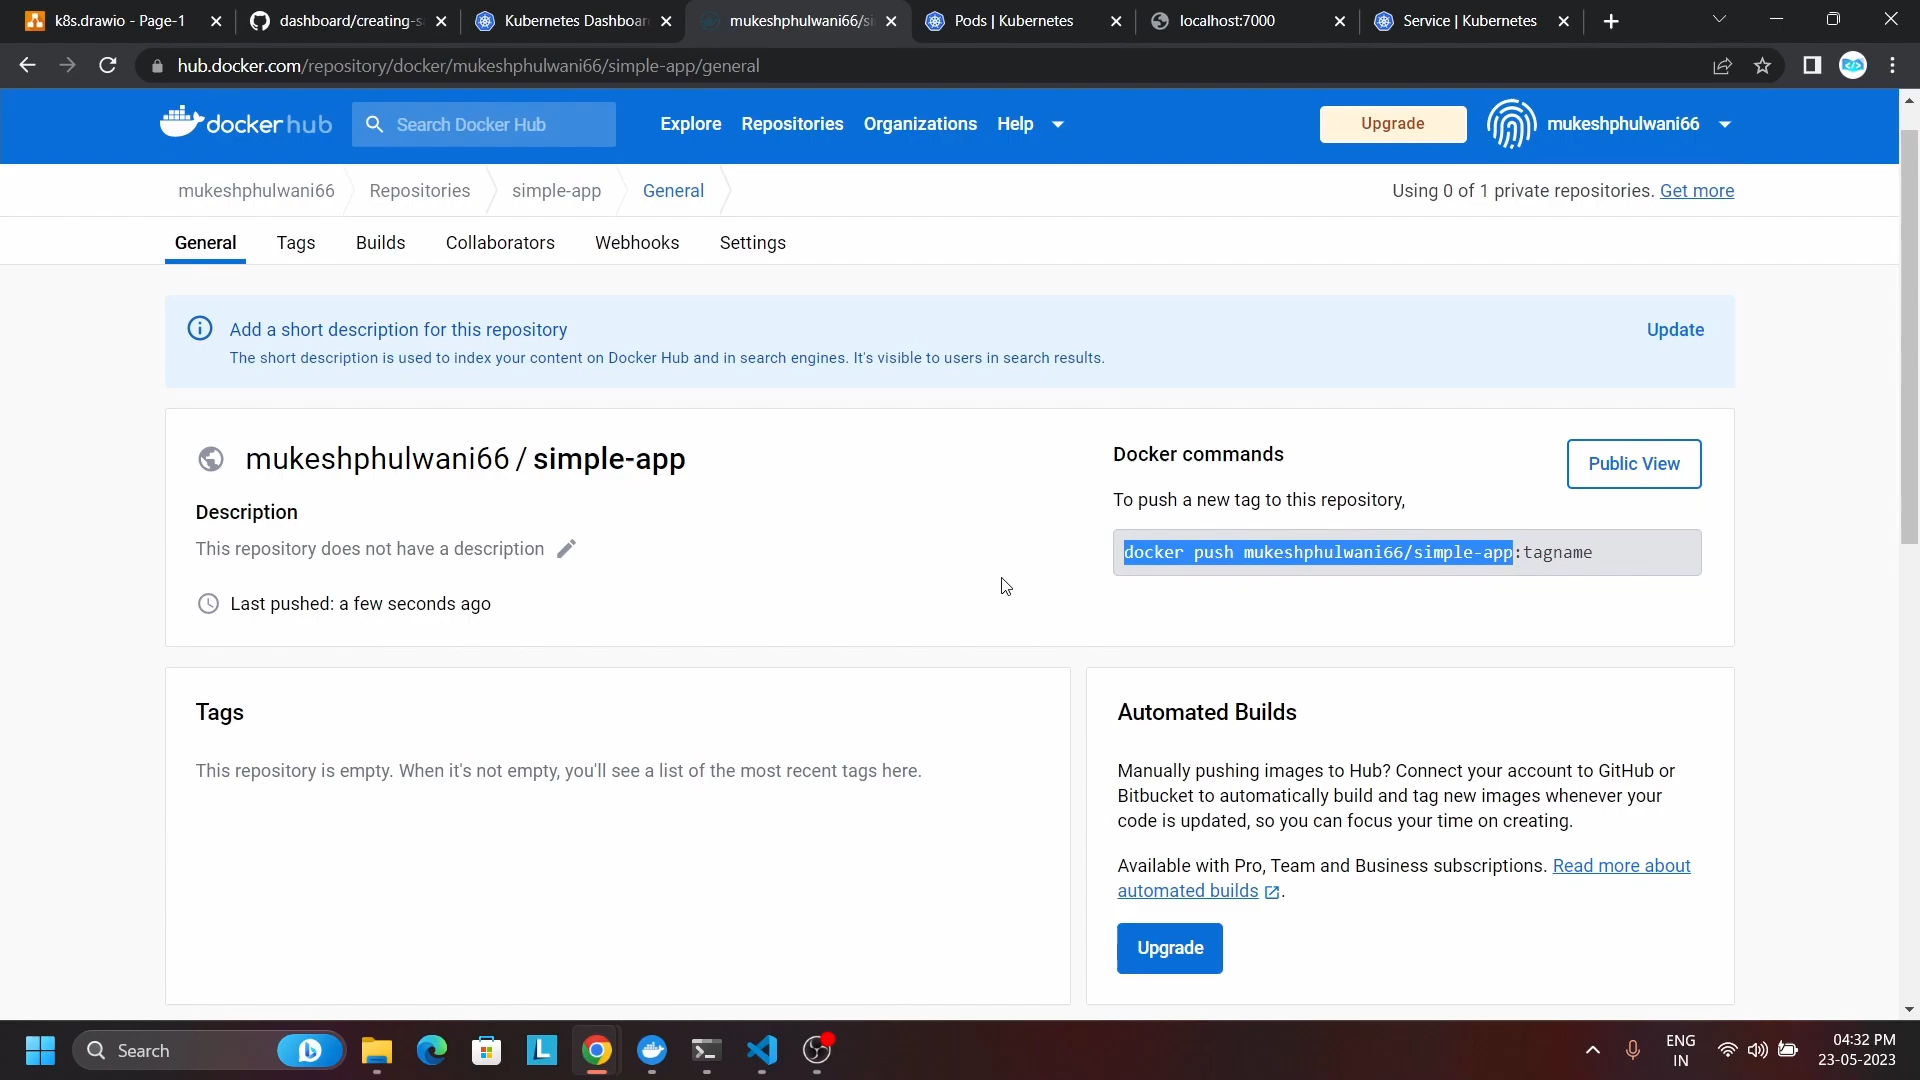 k8s.drawio - Page-1
dashboard/creating-s
Kubernetes Dashboar
mukeshphulwani66/si
Pods | Kubernetes
localhost:7000
Service | Kubernetes
hub.docker.com/repository/docker/mukeshphulwani66/simple-app/general
dockerhub
Search Docker Hub
Explore
Repositories
Organizations
Help
Upgrade
mukeshphulwani66
mukeshphulwani66
Repositories
simple-app
General
Using 0 of 1 private repositories. Get more
General
Tags
Builds
Collaborators
Webhooks
Settings
Add a short description for this repository
Update
The short description is used to index your content on Docker Hub and in search engines. It's visible to users in search results.
mukeshphulwani66 / simple-app
Description
This repository does not have a description
Last pushed: a few seconds ago
Docker commands
Public View
To push a new tag to this repository,
docker push mukeshphulwani66/simple-app:tagname
Tags
This repository is empty. When it's not empty, you'll see a list of the most recent tags here.
Automated Builds
Manually pushing images to Hub? Connect your account to GitHub or
Bitbucket to automatically build and tag new images whenever your
code is updated, so you can focus your time on creating.
Available with Pro, Team and Business subscriptions. Read more about
automated builds.
Upgrade
Search
ENG
IN
04:32 PM
23-05-2023